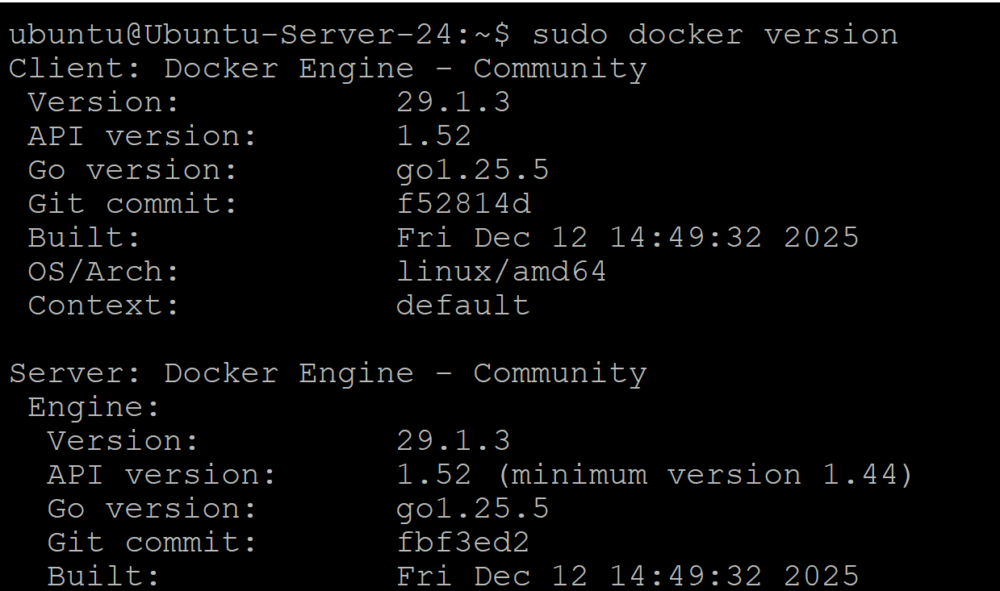 ubuntu@Ubuntu-Server-24:~$ sudo docker version
Client: Docker Engine - Community
 Version:           29.1.3
 API version:       1.52
 Go version:        go1.25.5
 Git commit:        f52814d
 Built:             Fri Dec 12 14:49:32 2025
 OS/Arch:           linux/amd64
 Context:           default

Server: Docker Engine - Community
 Engine:
  Version:          29.1.3
  API version:      1.52 (minimum version 1.44)
  Go version:       go1.25.5
  Git commit:       fbf3ed2
  Built:            Fri Dec 12 14:49:32 2025